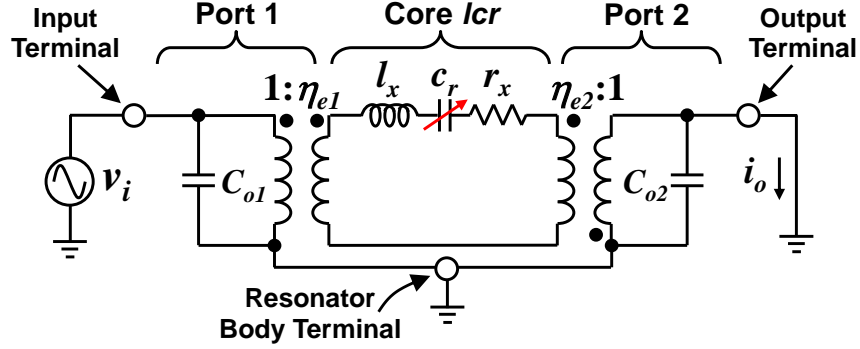 Input
Terminal
Port 1
Core lcr
Port 2
Output
Terminal
1:ηe1
lx
cr
rx
ηe2:1
vi
Co1
Co2
io
Resonator
Body Terminal